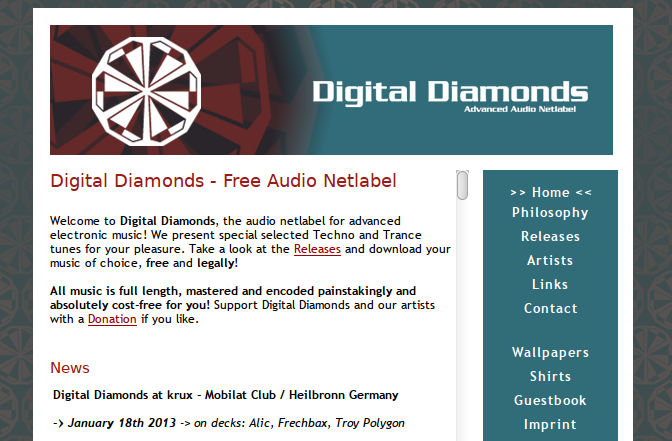 Digital Diamonds
Advanced Audio Netlabel
Digital Diamonds - Free Audio Netlabel
Welcome to Digital Diamonds, the audio netlabel for advanced
electronic music! We present special selected Techno and Trance
tunes for your pleasure. Take a look at the Releases and download your
music of choice, free and legally!
All music is full length, mastered and encoded painstakingly and
absolutely cost-free for you! Support Digital Diamonds and our artists
with a Donation if you like.
News
Digital Diamonds at krux - Mobilat Club / Heilbronn Germany
-> January 18th 2013 -> on decks: Alic, Frechbax, Troy Polygon
>> Home <<
Philosophy
Releases
Artists
Links
Contact
Wallpapers
Shirts
Guestbook
Imprint